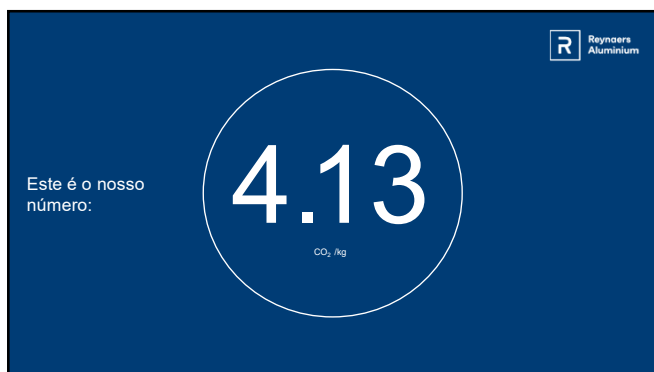 R Reynaers
Aluminium
Este é o nosso
número:
4.13
CO₂ /kg